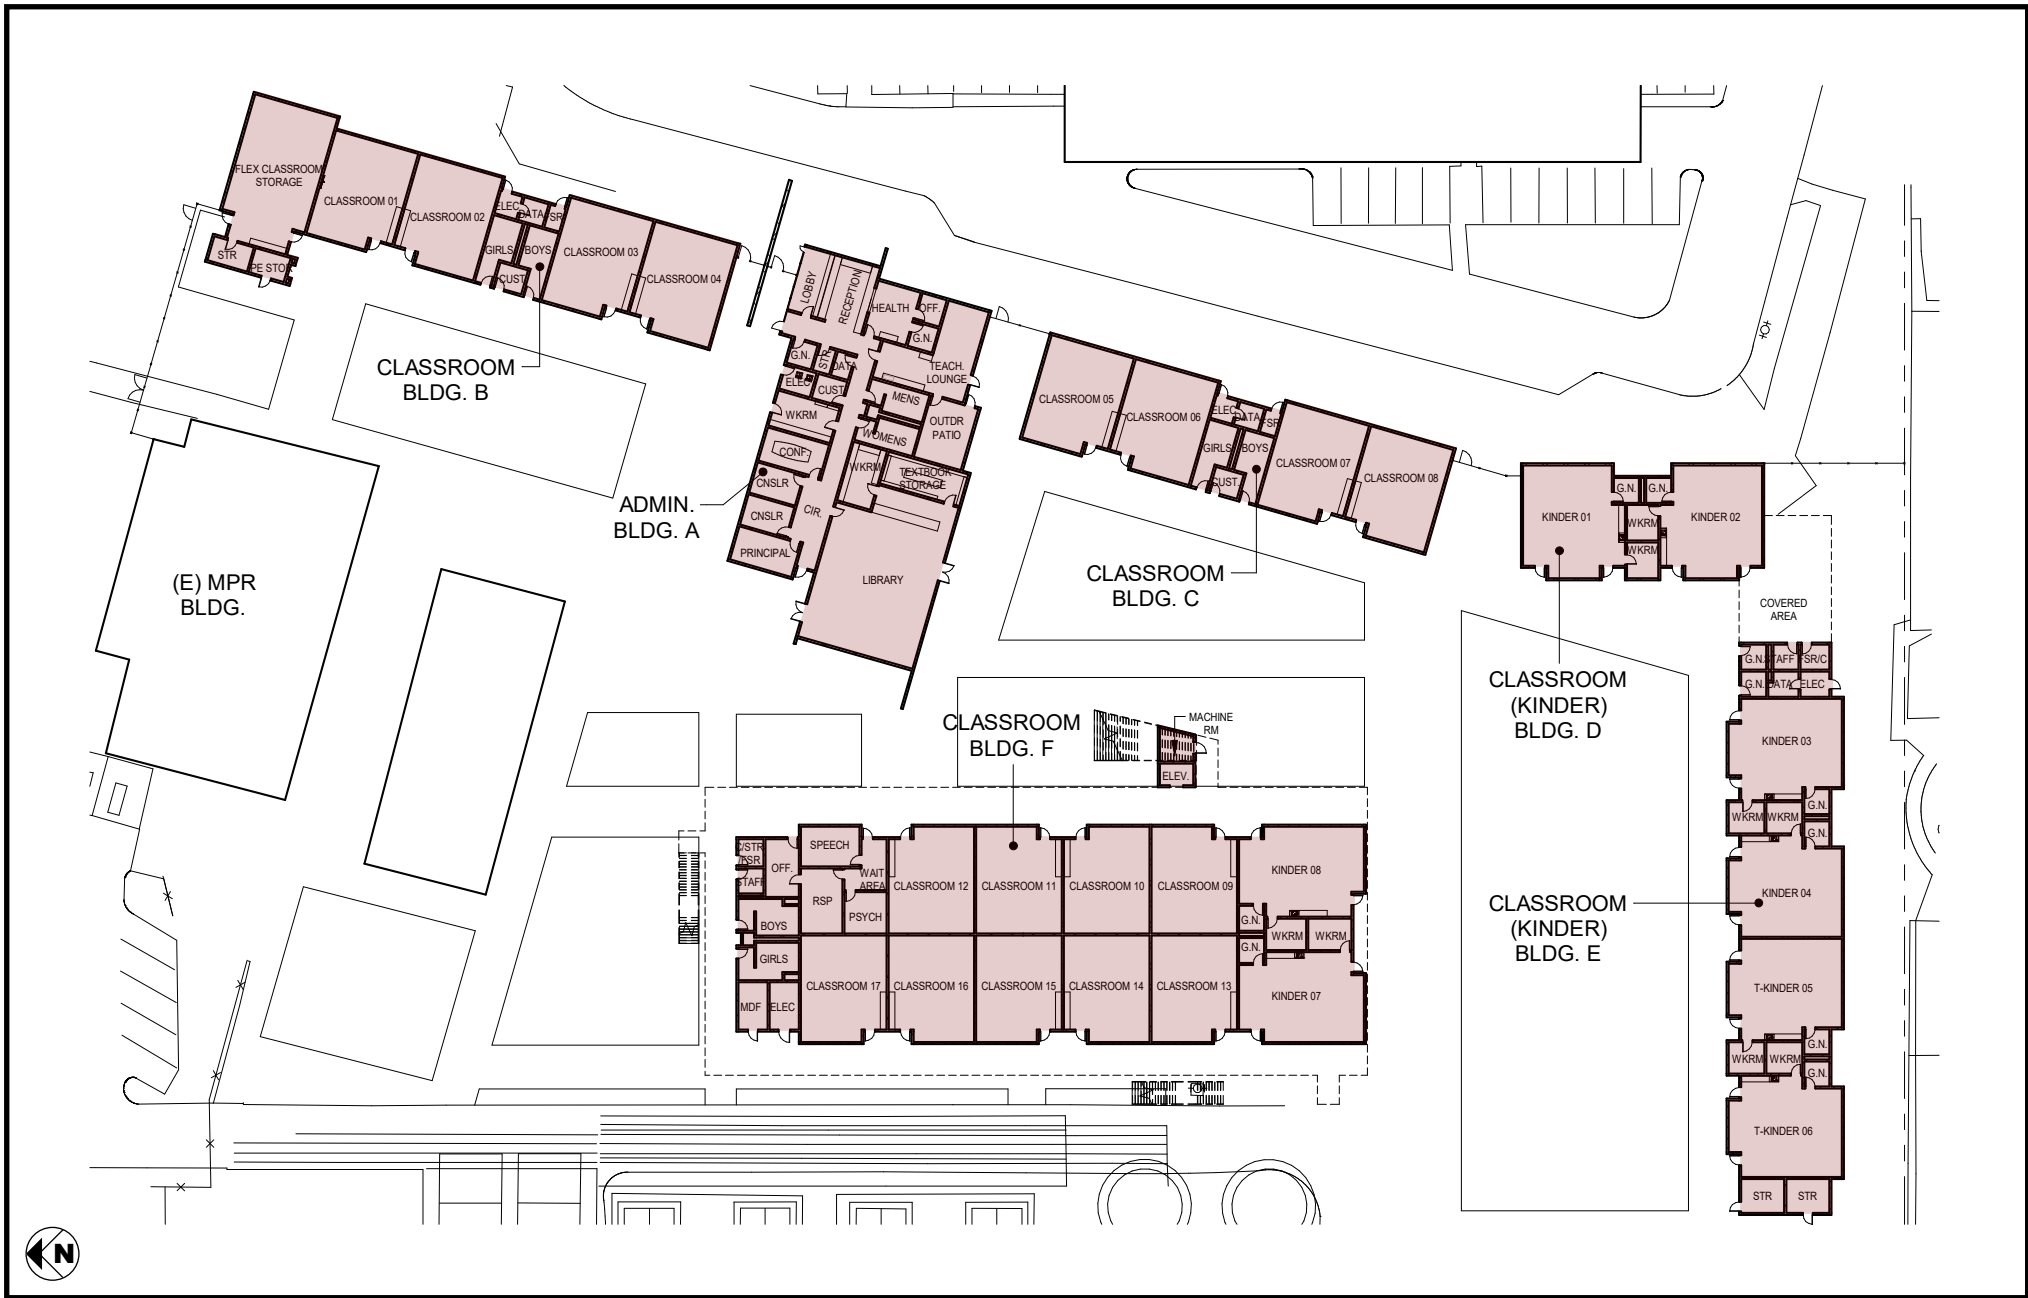 FLEX CLASSROOM
STORAGE
CLASSROOM 01
CLASSROOM 02
STR
PE STOR
ELEC
DATA
FSR
GIRLS
BOYS
CUST.
CLASSROOM 03
CLASSROOM 04
CLASSROOM
BLDG. B
LOBBY
RECEPTION
HEALTH
OFF.
G.N.
G.N.
STR
DATA
TEACH.
LOUNGE
ELEC
CUST.
MENS
WKRM
WOMENS
OUTDR
PATIO
CONF.
WKRM
TEXTBOOK
STORAGE
CNSLR
CNSLR
CIR.
PRINCIPAL
LIBRARY
ADMIN.
BLDG. A
(E) MPR
BLDG.
CLASSROOM 05
CLASSROOM 06
ELEC
DATA
FSR
GIRLS
BOYS
CUST.
CLASSROOM 07
CLASSROOM 08
CLASSROOM
BLDG. C
KINDER 01
G.N.
G.N.
WKRM
WKRM
KINDER 02
COVERED
AREA
CLASSROOM
(KINDER)
BLDG. D
G.N.
STAFF
FSR/C
G.N.
DATA
ELEC
KINDER 03
G.N.
WKRM
WKRM
G.N.
KINDER 04
CLASSROOM
(KINDER)
BLDG. E
T-KINDER 05
G.N.
WKRM
WKRM
G.N.
T-KINDER 06
STR
STR
CLASSROOM
BLDG. F
MACHINE
RM
ELEV.
C/STR
/FSR
STAFF
OFF.
SPEECH
WAIT
AREA
RSP
PSYCH
BOYS
GIRLS
MDF
ELEC
CLASSROOM 12
CLASSROOM 11
CLASSROOM 10
CLASSROOM 09
KINDER 08
G.N.
WKRM
WKRM
G.N.
CLASSROOM 17
CLASSROOM 16
CLASSROOM 15
CLASSROOM 14
CLASSROOM 13
KINDER 07
N